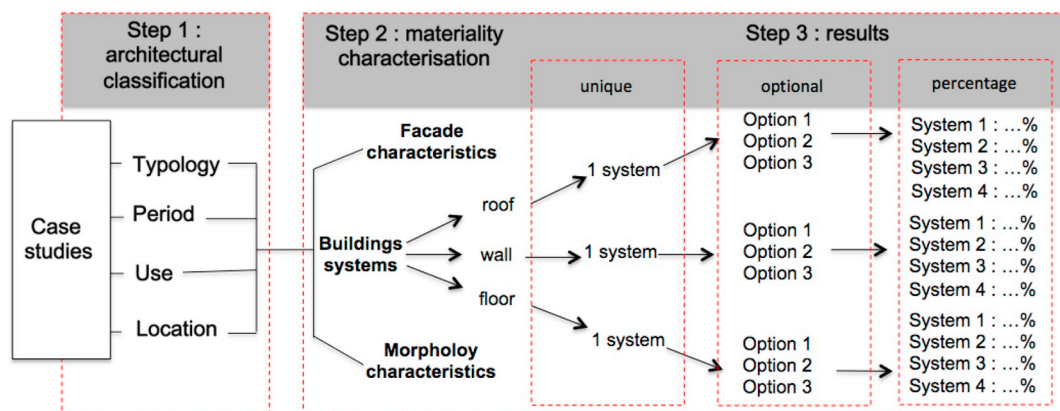 Step 1 :
architectural
classification
Step 2 : materiality
characterisation
Step 3 : results
unique
optional
percentage
Case
studies
Typology
Period
Use
Location
Facade
characteristics
Buildings
systems
Morpholoy
characteristics
roof
wall
floor
1 system
1 system
1 system
Option 1
Option 2
Option 3
Option 1
Option 2
Option 3
Option 1
Option 2
Option 3
System 1 : ...%
System 2 : ...%
System 3 : ...%
System 4 : ...%
System 1 : ...%
System 2 : ...%
System 3 : ...%
System 4 : ...%
System 1 : ...%
System 2 : ...%
System 3 : ...%
System 4 : ...%